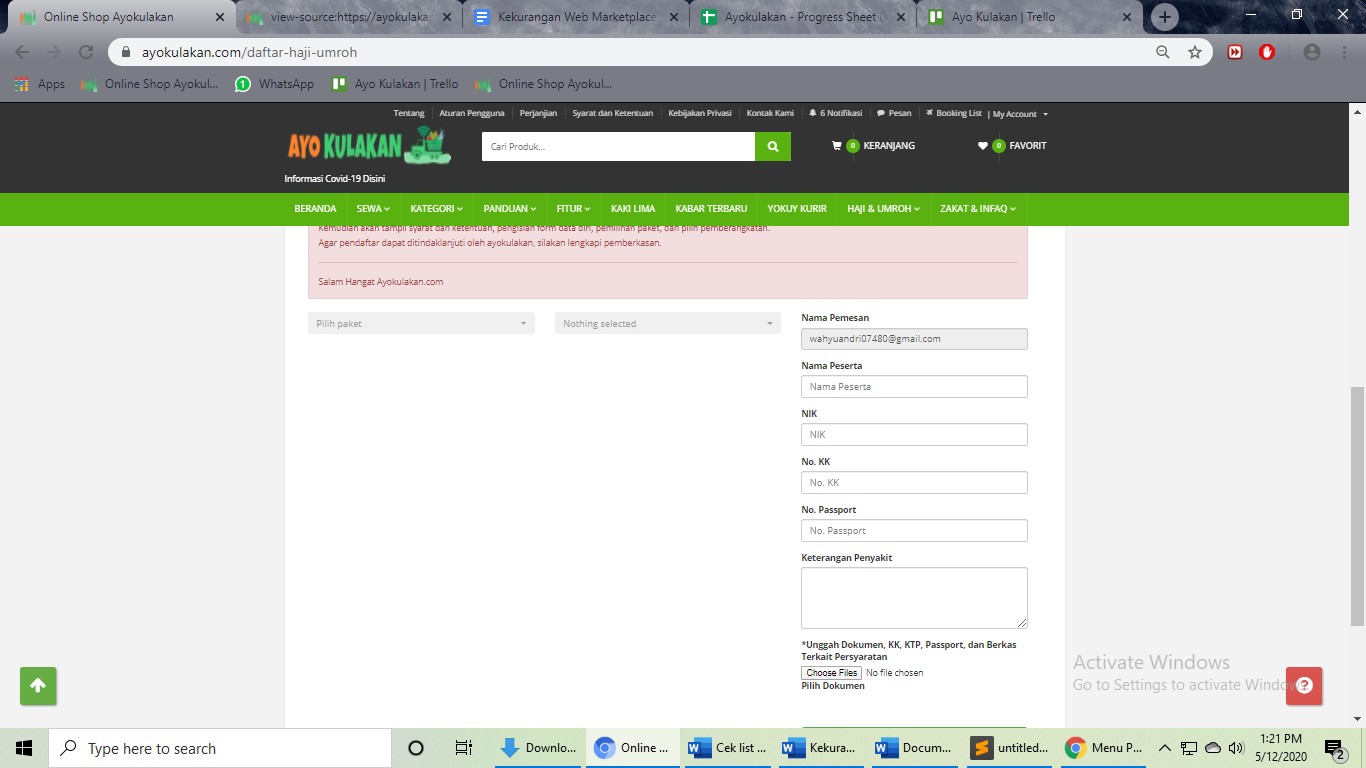 Online Shop Ayokulakan
view-source:https://ayokulakan
Kekurangan Web Marketplace
Ayokulakan - Progress Sheet
Ayo Kulakan | Trello
ayokulakan.com/daftar-haji-umroh
Apps
Online Shop Ayokul...
WhatsApp
Ayo Kulakan | Trello
Online Shop Ayokul...
Tentang Aturan Pengguna Perjanjian Syarat dan Ketentuan Kebijakan Privasi Kontak Kami 6 Notifikasi Pesan Booking List | My Account
AYO KULAKAN
Cari Produk...
0 KERANJANG
0 FAVORIT
Informasi Covid-19 Disini
BERANDA SEWA KATEGORI PANDUAN FITUR KAKI LIMA KABAR TERBARU YOKUY KURIR HAJI & UMROH ZAKAT & INFAQ
Kemudian akan tampil syarat dan ketentuan, pengisian form data diri, pemilihan paket, dan pilih pemberangkatan.
Agar pendaftar dapat ditindaklanjuti oleh ayokulakan, silakan lengkapi pemberkasan.
Salam Hangat Ayokulakan.com
Pilih paket
Nothing selected
Nama Pemesan
wahyuandri07480@gmail.com
Nama Peserta
Nama Peserta
NIK
NIK
No. KK
No. KK
No. Passport
No. Passport
Keterangan Penyakit
*Unggah Dokumen, KK, KTP, Passport, dan Berkas
Terkait Persyaratan
Choose Files No file chosen
Pilih Dokumen
Activate Windows
Go to Settings to activate Windows.
Type here to search
Downlo...
Online ...
Cek list ...
Kekura...
Docum...
untitled...
Menu P...
1:21 PM
5/12/2020
2